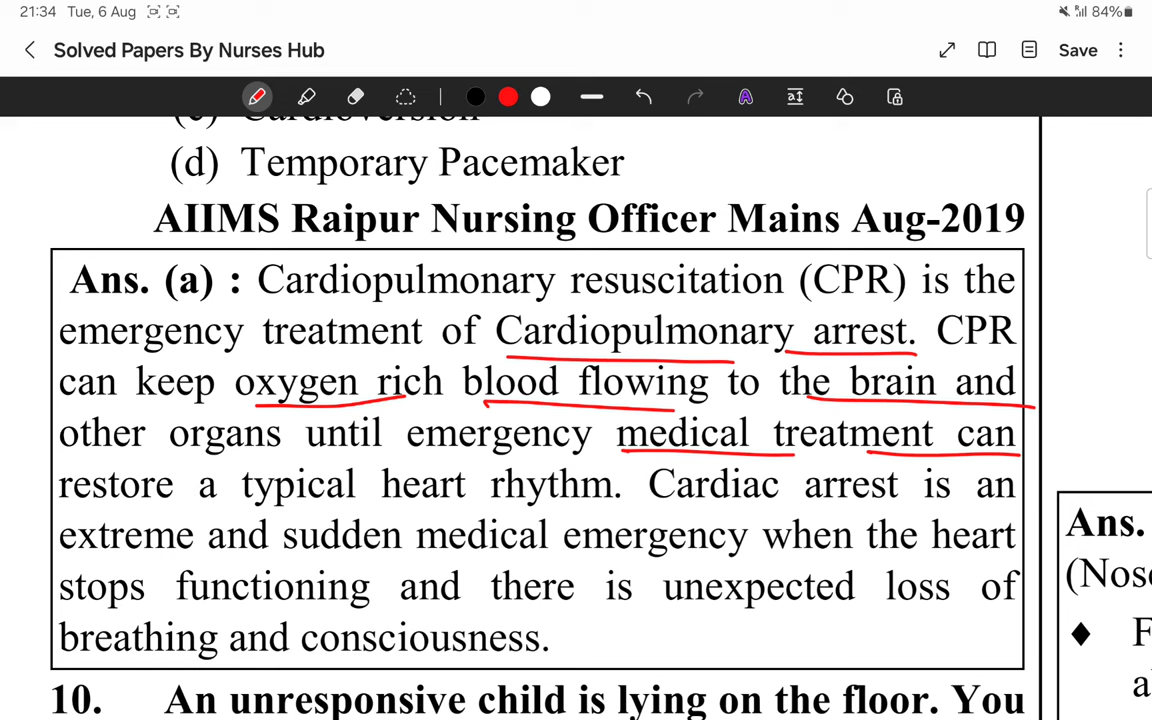 21:34 Tue, 6 Aug 84%
Solved Papers By Nurses Hub Save
(c) Cardioversion
(d) Temporary Pacemaker
AIIMS Raipur Nursing Officer Mains Aug-2019
Ans. (a) : Cardiopulmonary resuscitation (CPR) is the
emergency treatment of Cardiopulmonary arrest. CPR
can keep oxygen rich blood flowing to the brain and
other organs until emergency medical treatment can
restore a typical heart rhythm. Cardiac arrest is an
extreme and sudden medical emergency when the heart
stops functioning and there is unexpected loss of
breathing and consciousness.
10. An unresponsive child is lying on the floor. You
Ans.
(Nos
♦ F
a